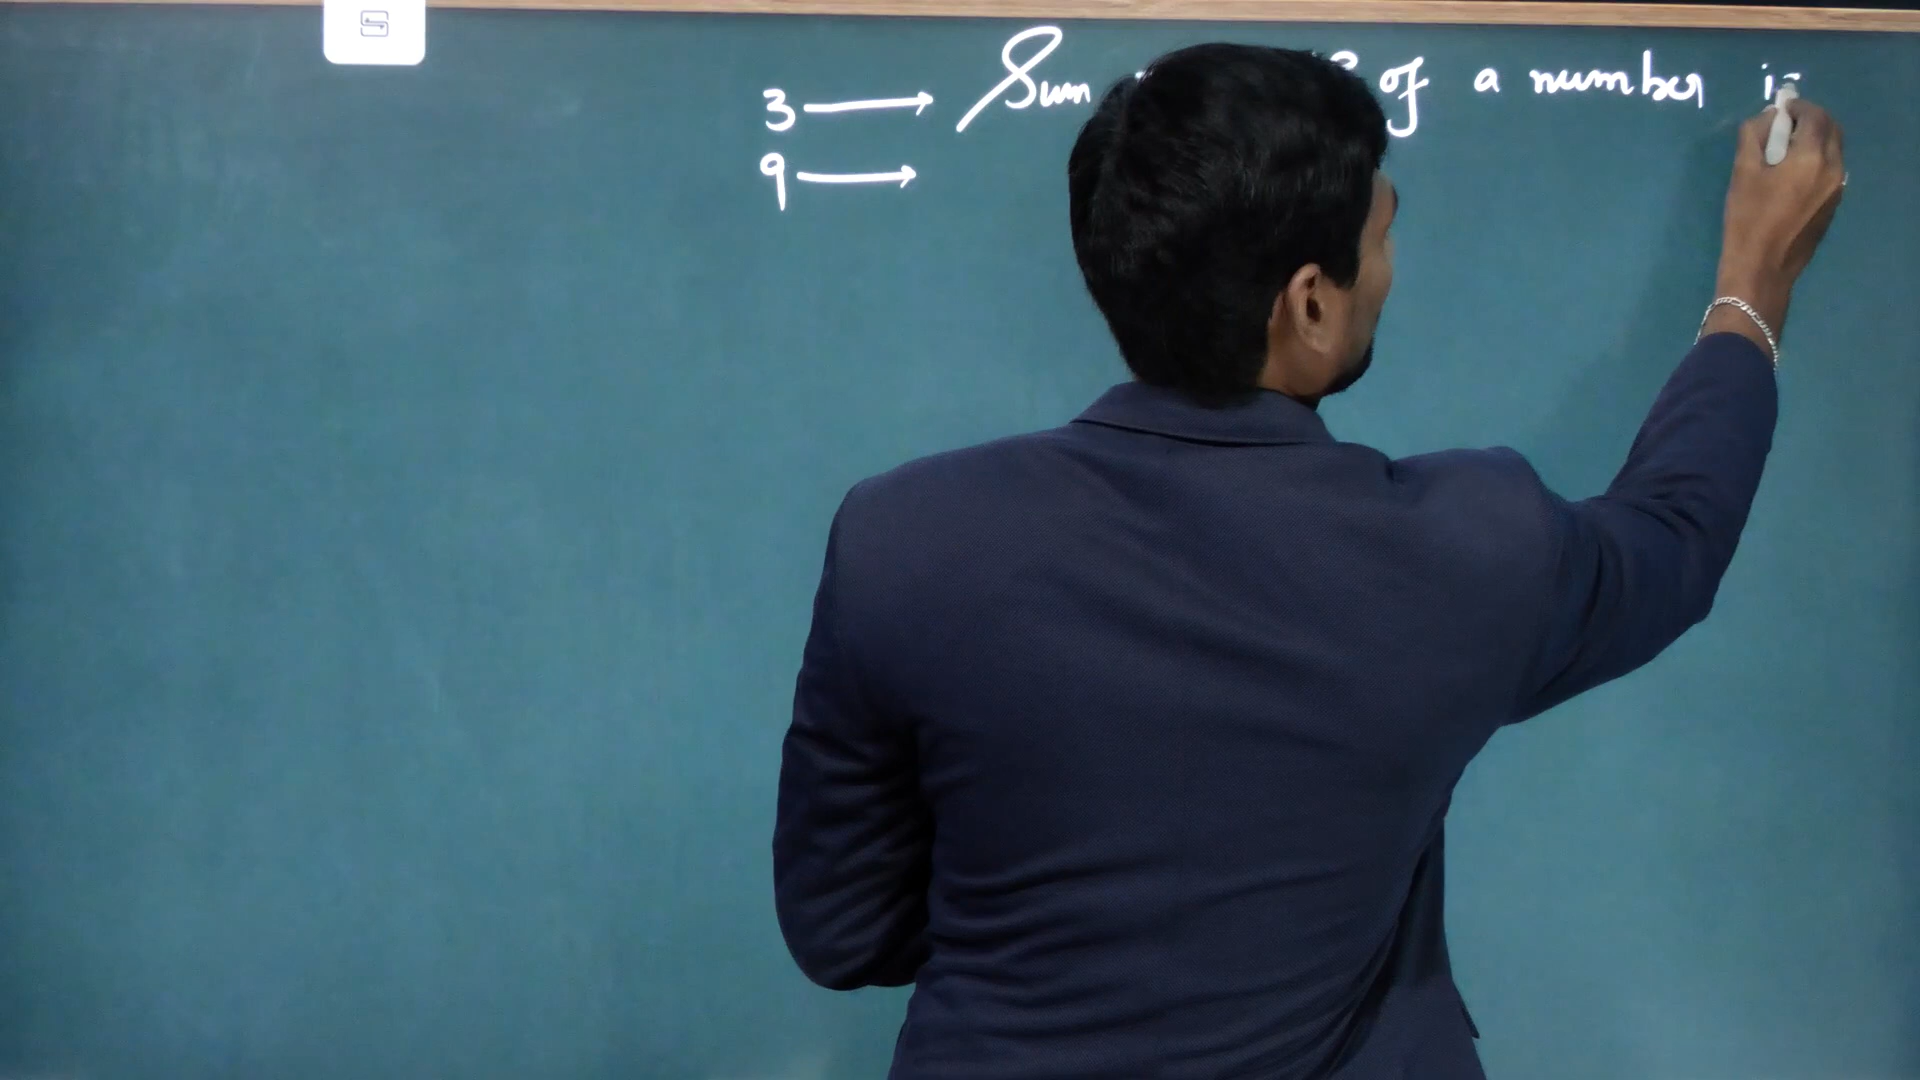 3 → Sum of a number is
9 →